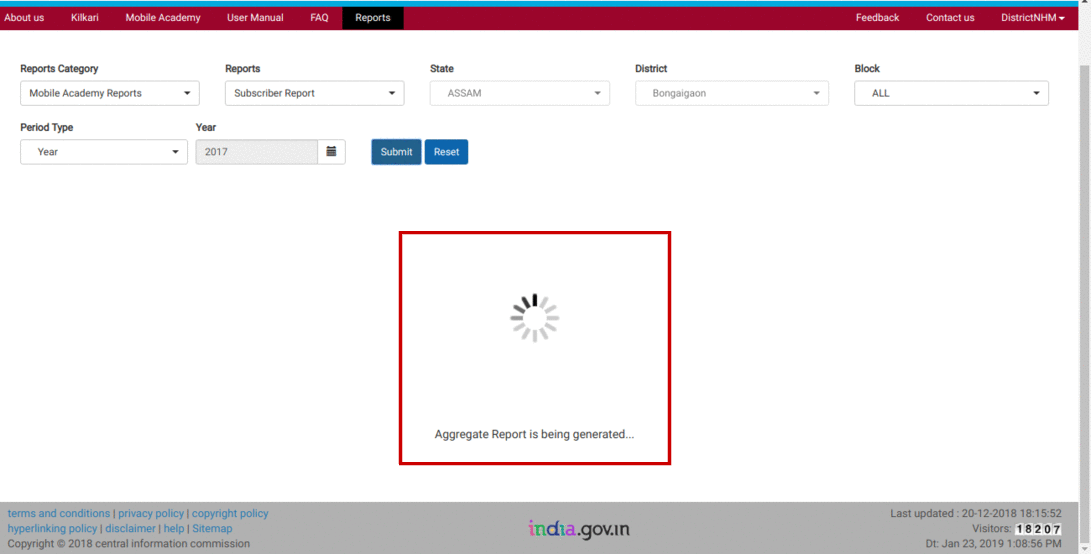 About us Kilkari Mobile Academy User Manual FAQ Reports Feedback Contact us DistrictNHM
Reports Category Reports State District Block
Mobile Academy Reports Subscriber Report ASSAM Bongaigaon ALL
Period Type Year
Year 2017 Submit Reset
Aggregate Report is being generated...
terms and conditions | privacy policy | copyright policy
hyperlinking policy | disclaimer | help | Sitemap
Copyright © 2018 central information commission
india.gov.in
Last updated : 20-12-2018 18:15:52
Visitors: 18207
Dt: Jan 23, 2019 1:08:56 PM